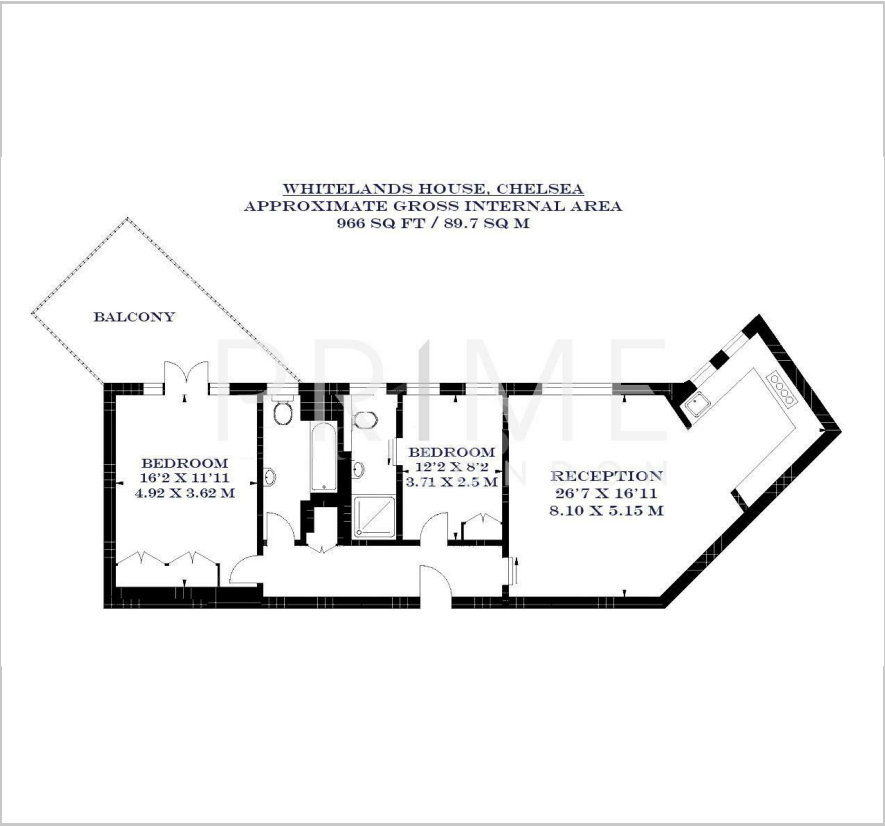 WHITELANDS HOUSE, CHELSEA
APPROXIMATE GROSS INTERNAL AREA
966 SQ FT / 89.7 SQ M
BALCONY
PRIME
LONDON
BEDROOM
16'2 X 11'11
4.92 X 3.62 M
BEDROOM
12'2 X 8'2
3.71 X 2.5 M
RECEPTION
26'7 X 16'11
8.10 X 5.15 M